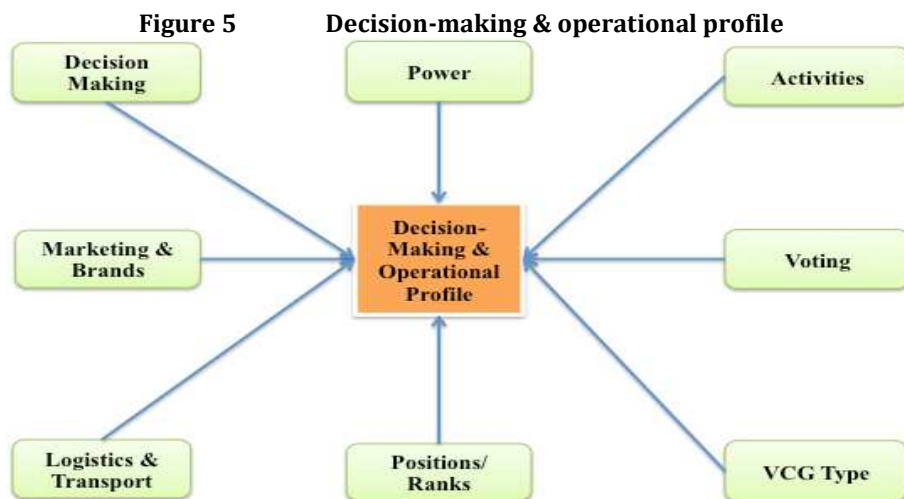 Figure 5 Decision-making & operational profile
Decision
Making
Power
Activities
Marketing &
Brands
Decision-
Making &
Operational
Profile
Voting
Logistics &
Transport
Positions/
Ranks
VCG Type